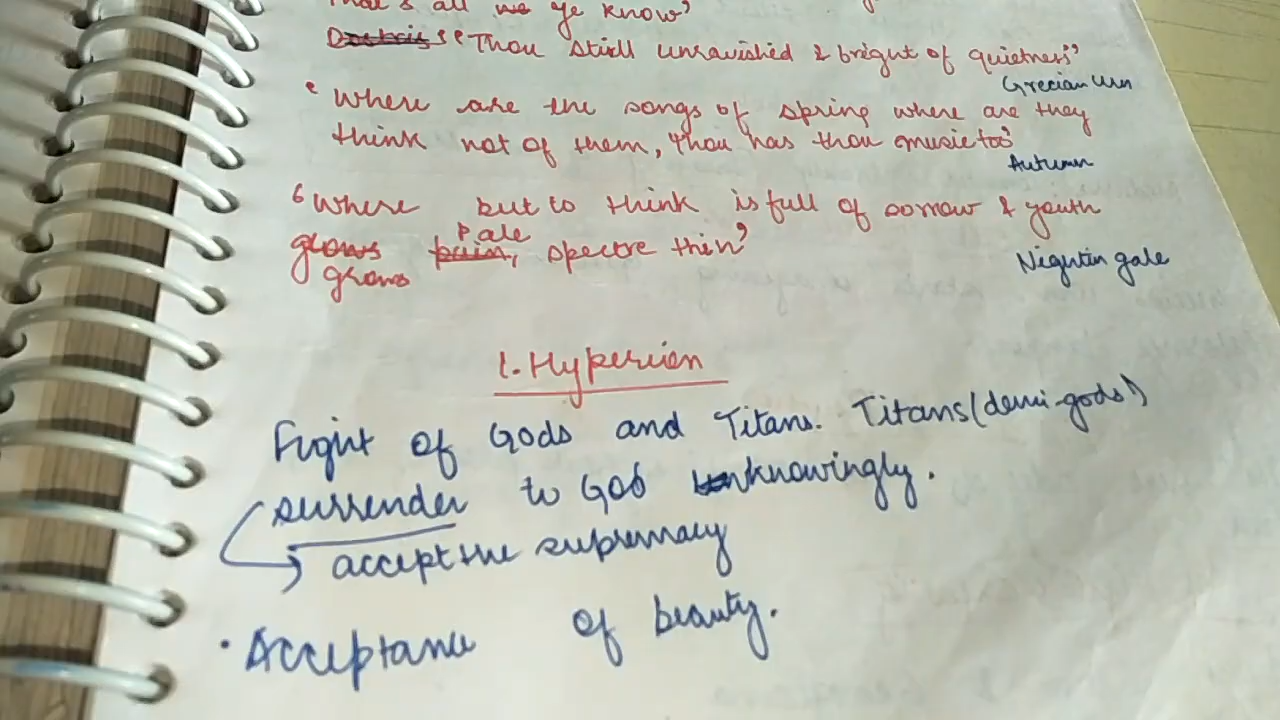 That's all we ye know'
"Thou still unravished & bright of quietness"
Grecian Urn
"Where are the songs of spring where are they
think not of them, thou has thou music too'
Autumn
'Where but to think is full of sorrow & youth
glows pale
pain, spectre thin'
grows
Nightingale
1. Hyperion
Fight of Gods and Titans. Titans (demi-gods)
surrender to God unknowingly.
accept the supremacy
of beauty.
• Acceptance